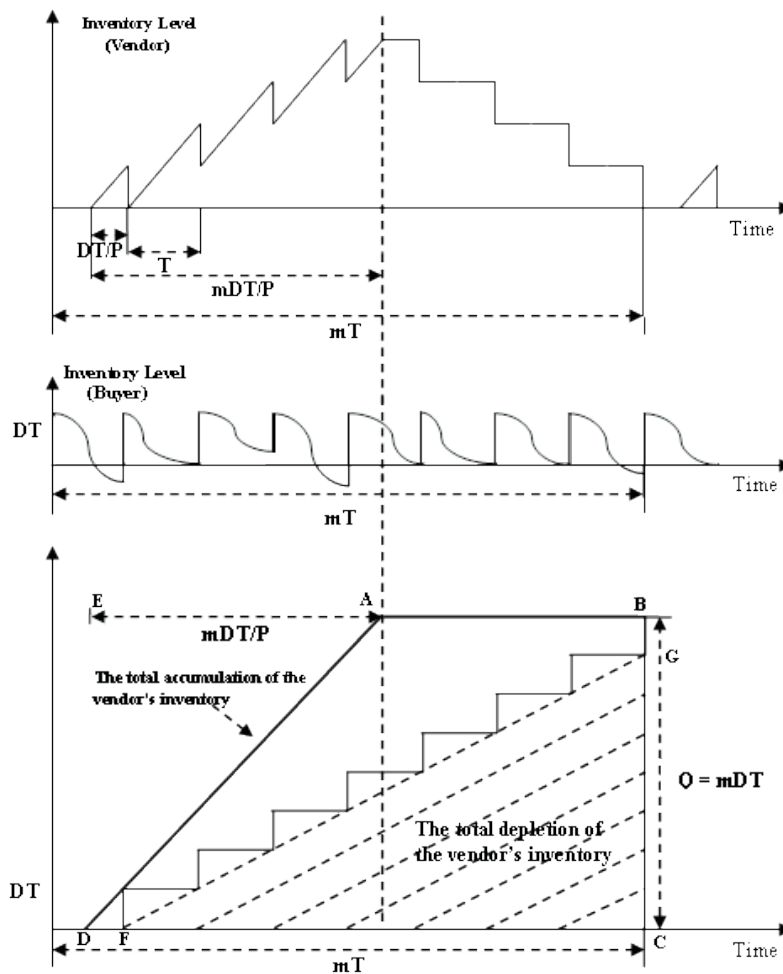 Inventory Level
(Vendor)
Time
DT/P
T
mDT/P
mT
Inventory Level
(Buyer)
DT
Time
mT
E
A
B
mDT/P
G
The total accumulation of the
vendor's inventory
Q = mDT
The total depletion of
the vendor's inventory
DT
D
F
C
Time
mT